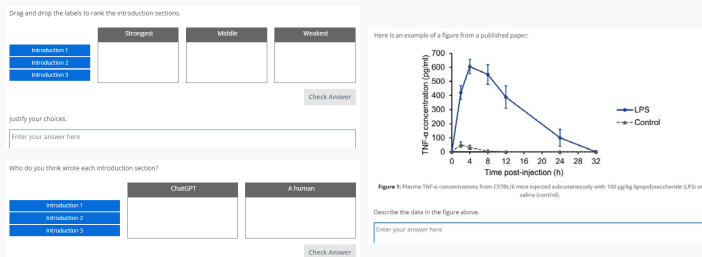 Drag and drop the labels to rank the introduction sections.
Strongest Middle Weakest
Introduction 1
Introduction 2
Introduction 3
Check Answer
Justify your choices.
Enter your answer here
Who do you think wrote each introduction section?
ChatGPT A human
Introduction 1
Introduction 2
Introduction 3
Check Answer
Here is an example of a figure from a published paper:
TNF-α concentration (pg/ml)
700
600
500
400
300
200
100
0
0 4 8 12 16 20 24 28 32
Time post-injection (h)
LPS
Control
Figure 1: Plasma TNF-α concentrations from C57BL/6 mice injected subcutaneously with 100 µg/kg lipopolysaccharide (LPS) or
saline (control).
Describe the data in the figure above.
Enter your answer here